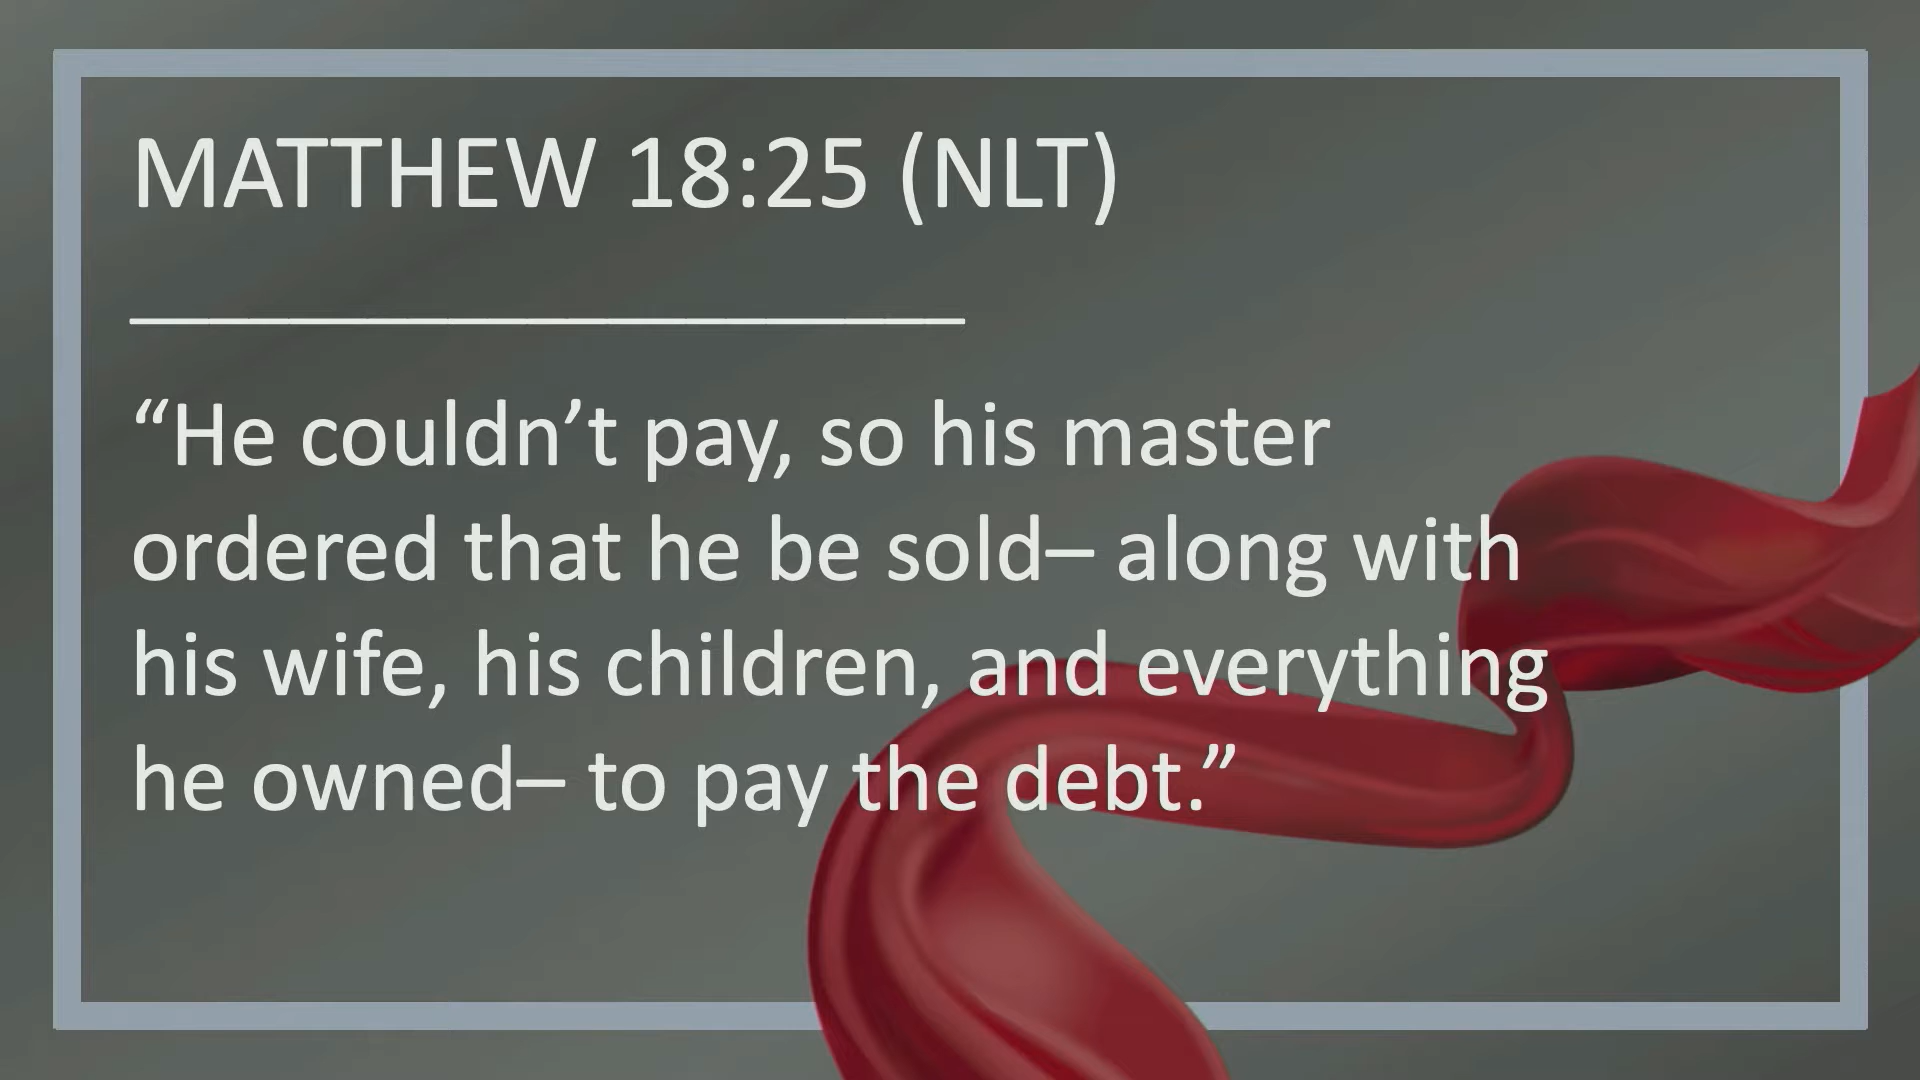 MATTHEW 18:25 (NLT)
“He couldn’t pay, so his master
ordered that he be sold– along with
his wife, his children, and everything
he owned– to pay the debt.”